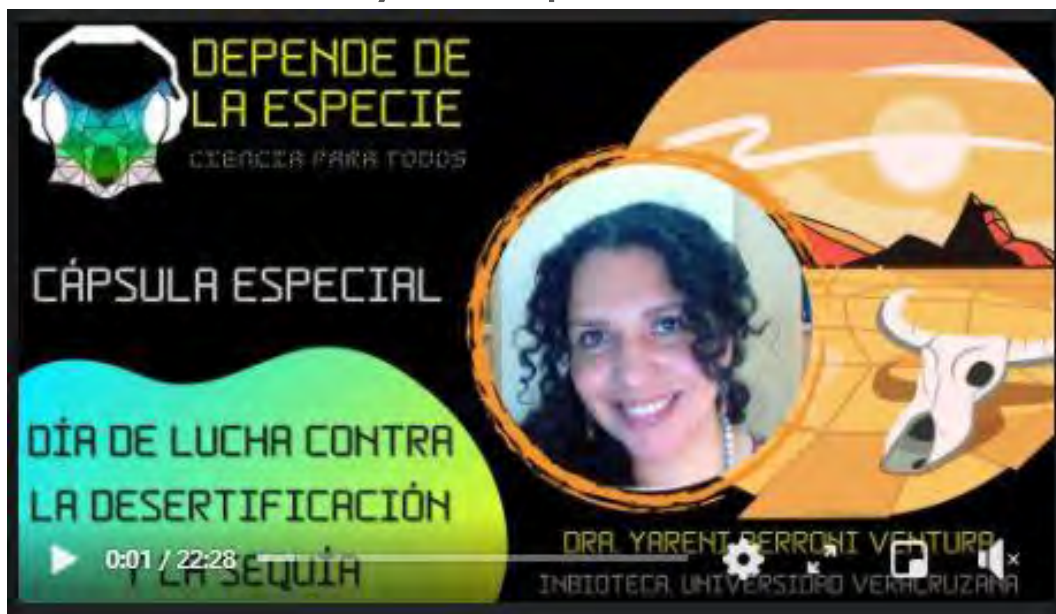 DEPENDE DE
LA ESPECIE
CIENCIA PARA TODOS
CÁPSULA ESPECIAL
DÍA DE LUCHA CONTRA
LA DESERTIFICACIÓN
Y LA SEQUÍA
0:01 / 22:28
DRA. YARENI PERRONI VENTURA
INBIOTECA UNIVERSIDAD VERACRUZANA